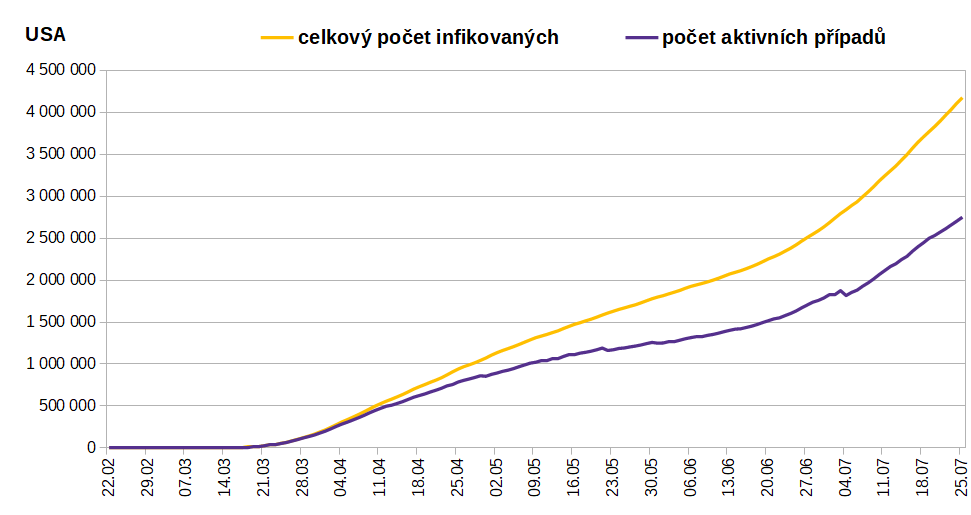 USA
celkový počet infikovaných
počet aktivních případů
4 500 000
4 000 000
3 500 000
3 000 000
2 500 000
2 000 000
1 500 000
1 000 000
500 000
0
22.02
29.02
07.03
14.03
21.03
28.03
04.04
11.04
18.04
25.04
02.05
09.05
16.05
23.05
30.05
06.06
13.06
20.06
27.06
04.07
11.07
18.07
25.07